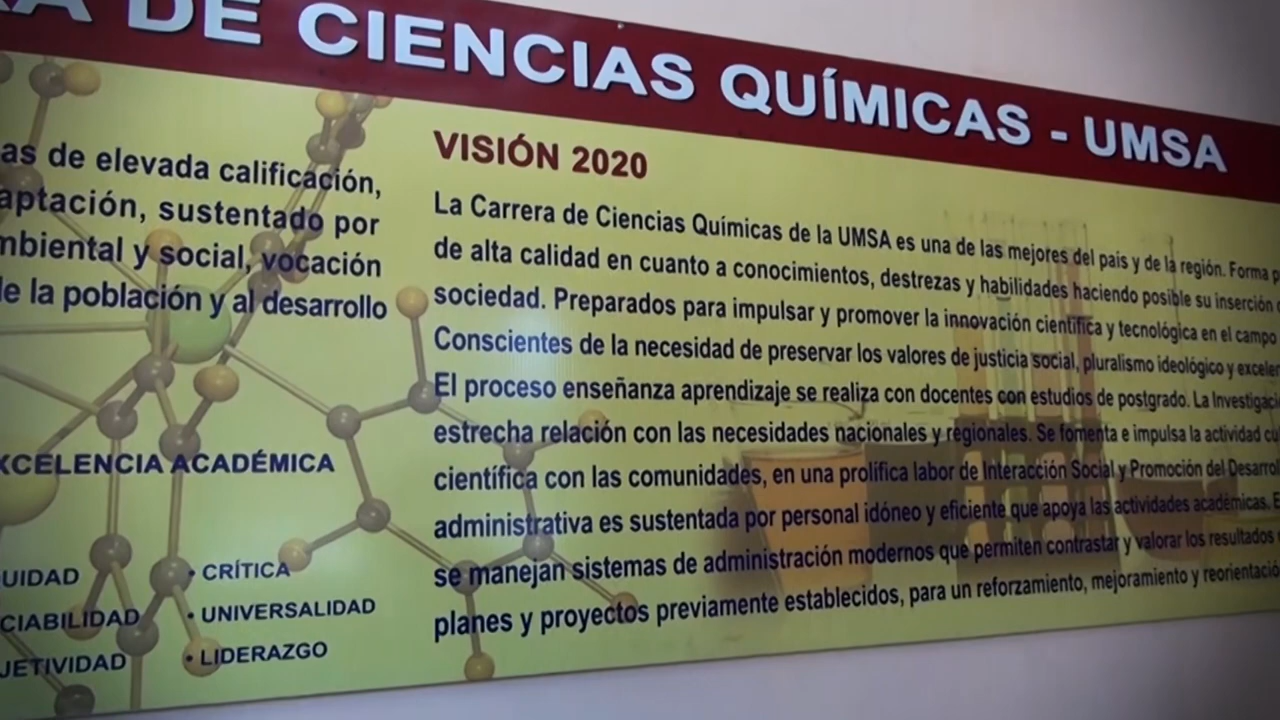 DE CIENCIAS QUÍMICAS - UMSA
as de elevada calificación,
aptación, sustentado por
mbiental y social, vocación
de la población y al desarrollo
XCELENCIA ACADÉMICA
UIDAD
CIABILIDAD
JETIVIDAD
• CRÍTICA
• UNIVERSALIDAD
• LIDERAZGO
VISIÓN 2020
La Carrera de Ciencias Químicas de la UMSA es una de las mejores del país y de la región. Forma p
de alta calidad en cuanto a conocimientos, destrezas y habilidades haciendo posible su inserción
sociedad. Preparados para impulsar y promover la innovación científica y tecnológica en el campo
Conscientes de la necesidad de preservar los valores de justicia social, pluralismo ideológico y excelen
El proceso enseñanza aprendizaje se realiza con docentes con estudios de postgrado. La Investigaci
estrecha relación con las necesidades nacionales y regionales. Se fomenta e impulsa la actividad cu
científica con las comunidades, en una prolífica labor de Interacción Social y Promoción del Desarrol
administrativa es sustentada por personal idóneo y eficiente que apoya las actividades académicas. E
se manejan sistemas de administración modernos que permiten contrastar y valorar los resultados
planes y proyectos previamente establecidos, para un reforzamiento, mejoramiento y reorientació